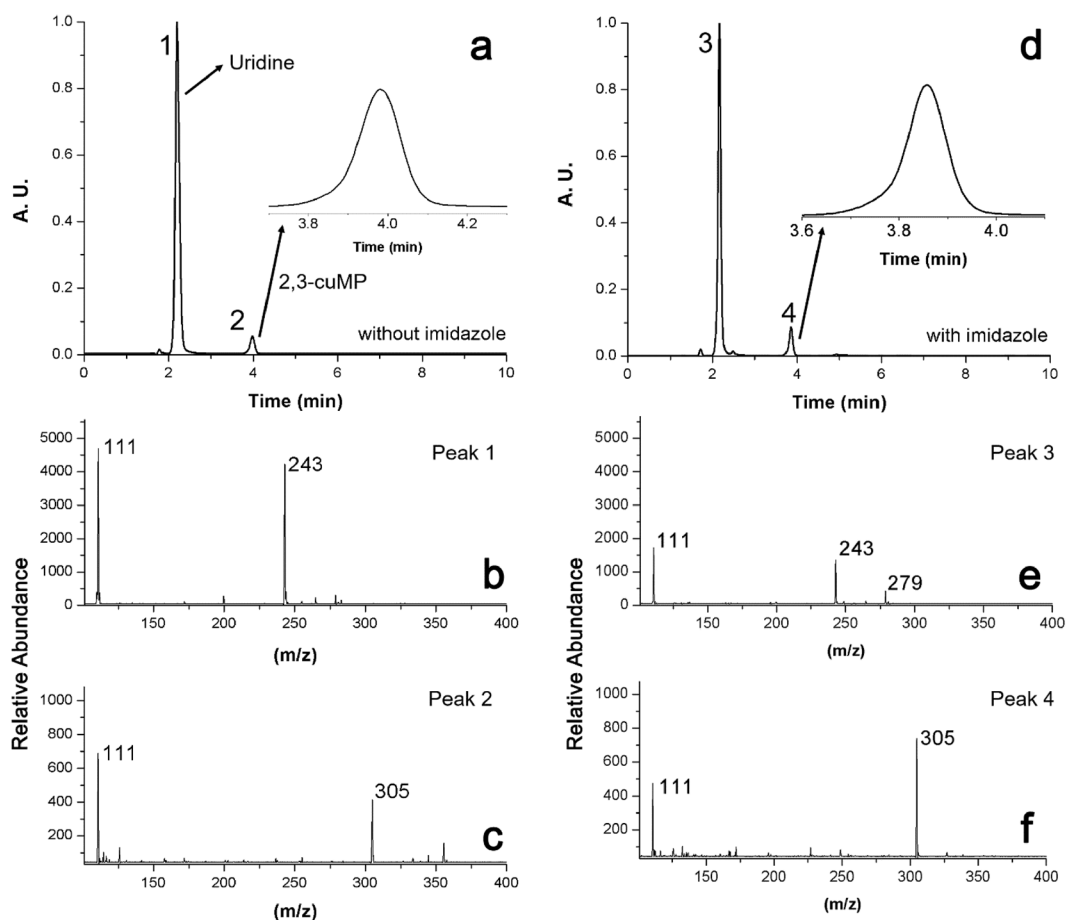 a
1
Uridine
2
2,3-cuMP
without imidazole
A. U.
1.0
0.8
0.6
0.4
0.2
0.0
0 2 4 6 8 10
Time (min)
3.8 4.0 4.2
Time (min)
d
3
4
with imidazole
A. U.
1.0
0.8
0.6
0.4
0.2
0.0
0 2 4 6 8 10
Time (min)
3.6 3.8 4.0
Time (min)
Peak 1
b
111
243
5000
4000
3000
2000
1000
0
150 200 250 300 350 400
(m/z)
Peak 3
e
111
243
279
5000
4000
3000
2000
1000
0
150 200 250 300 350 400
(m/z)
Relative Abundance
Peak 2
c
111
305
1000
800
600
400
200
100 150 200 250 300 350 400
(m/z)
Relative Abundance
Peak 4
f
111
305
1000
800
600
400
200
100 150 200 250 300 350 400
(m/z)